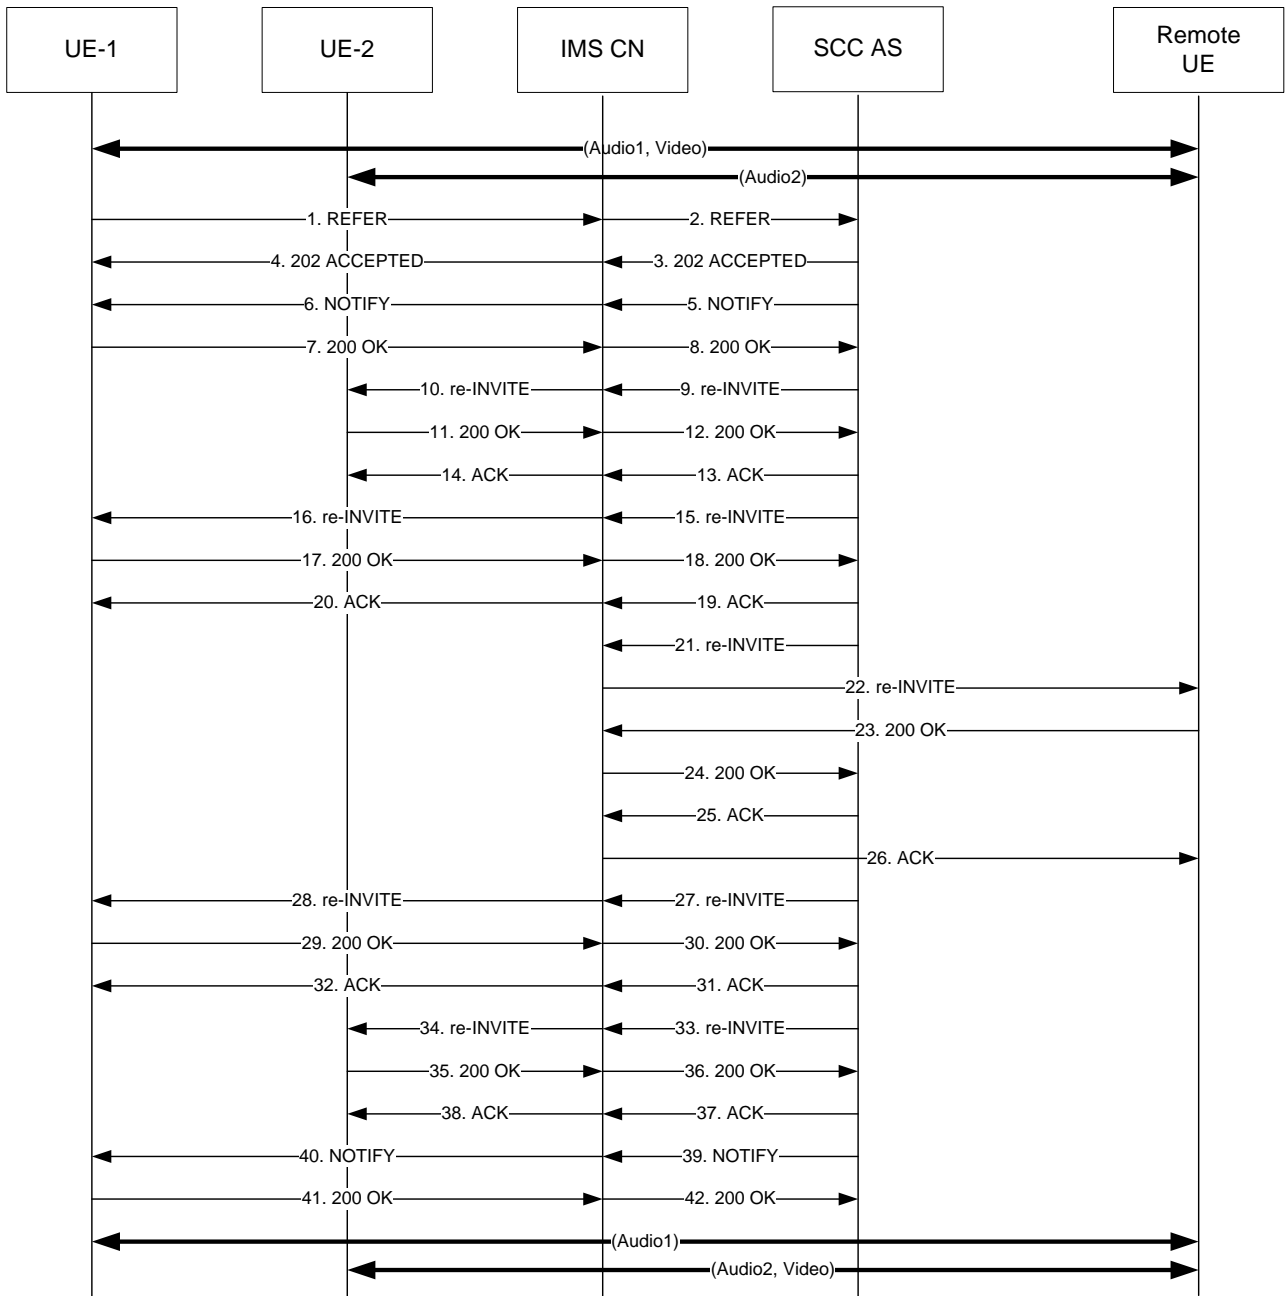 UE-1
UE-2
IMS CN
SCC AS
Remote
UE
(Audio1, Video)
(Audio2)
1. REFER
2. REFER
4. 202 ACCEPTED
3. 202 ACCEPTED
6. NOTIFY
5. NOTIFY
7. 200 OK
8. 200 OK
10. re-INVITE
9. re-INVITE
11. 200 OK
12. 200 OK
14. ACK
13. ACK
16. re-INVITE
15. re-INVITE
17. 200 OK
18. 200 OK
20. ACK
19. ACK
21. re-INVITE
22. re-INVITE
23. 200 OK
24. 200 OK
25. ACK
26. ACK
28. re-INVITE
27. re-INVITE
29. 200 OK
30. 200 OK
32. ACK
31. ACK
34. re-INVITE
33. re-INVITE
35. 200 OK
36. 200 OK
38. ACK
37. ACK
40. NOTIFY
39. NOTIFY
41. 200 OK
42. 200 OK
(Audio1)
(Audio2, Video)